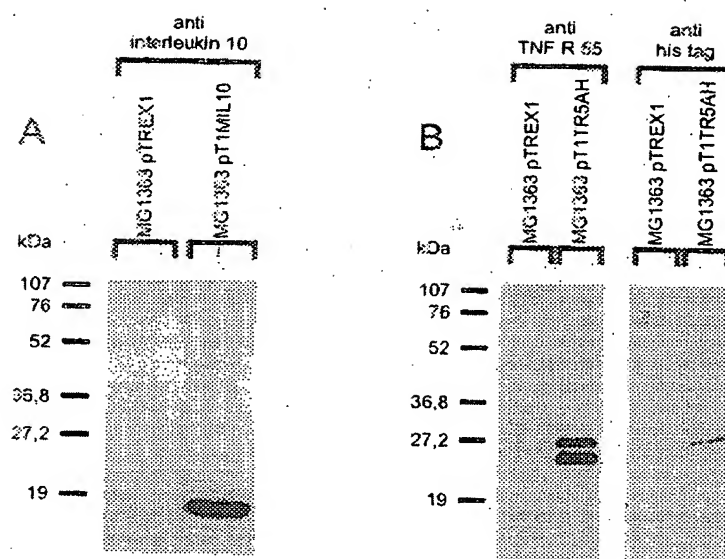 anti
interleukin 10
A
MG1363 pTREX1
MG1363 pT1MIL10
kDa
107
76
52
36,8
27,2
19
anti
TNF R 55
anti
his tag
B
MG1363 pTREX1
MG1363 pT1TR5AH
MG1363 pTREX1
MG1363 pT1TR5AH
kDa
107
76
52
36,8
27,2
19